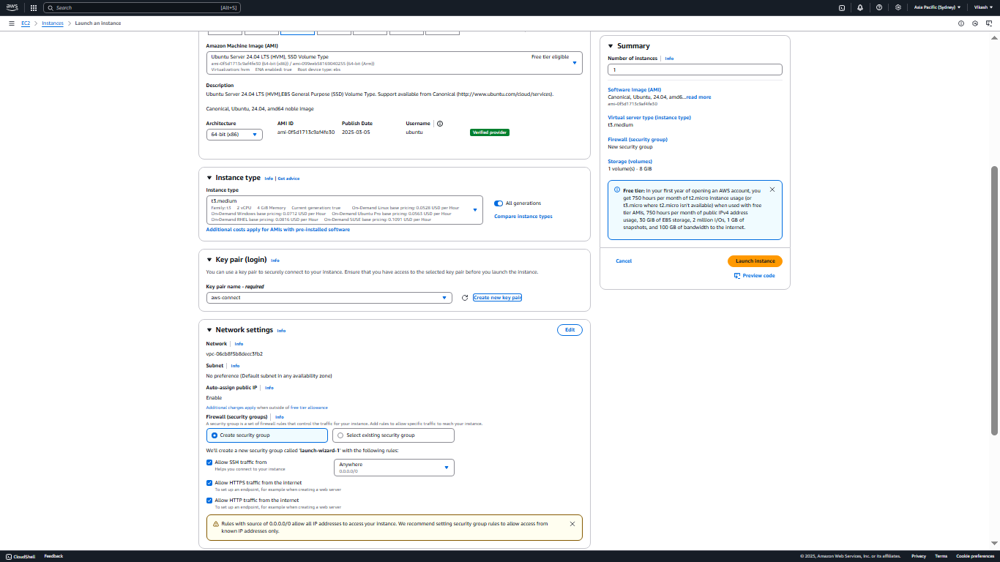 aws
Search [Alt+S]
Asia Pacific (Sydney) Vikash
EC2 > Instances > Launch an instance
Amazon Machine Image (AMI)
Ubuntu Server 24.04 LTS (HVM), SSD Volume Type Free tier eligible
ami-0f5d1713c9af4fe30 (64-bit (x86)) / ami-099eeb58169040255 (64-bit (Arm))
Virtualization: hvm ENA enabled: true Root device type: ebs
Description
Ubuntu Server 24.04 LTS (HVM),EBS General Purpose (SSD) Volume Type. Support available from Canonical (http://www.ubuntu.com/cloud/services).
Canonical, Ubuntu, 24.04, amd64 noble image
Architecture AMI ID Publish Date Username
64-bit (x86) ami-0f5d1713c9af4fe30 2025-03-05 ubuntu Verified provider
Instance type Info | Get advice
Instance type
t3.medium
Family: t3 2 vCPU 4 GiB Memory Current generation: true On-Demand Linux base pricing: 0.0528 USD per Hour
On-Demand Windows base pricing: 0.0712 USD per Hour On-Demand Ubuntu Pro base pricing: 0.0563 USD per Hour
On-Demand RHEL base pricing: 0.0816 USD per Hour On-Demand SUSE base pricing: 0.1091 USD per Hour
All generations
Compare instance types
Additional costs apply for AMIs with pre-installed software
Key pair (login) Info
You can use a key pair to securely connect to your instance. Ensure that you have access to the selected key pair before you launch the instance.
Key pair name - required
aws-connect
Create new key pair
Network settings Info
Edit
Network | Info
vpc-06cb8f5b8decc3fb2
Subnet | Info
No preference (Default subnet in any availability zone)
Auto-assign public IP | Info
Enable
Additional charges apply when outside of free tier allowance
Firewall (security groups) | Info
A security group is a set of firewall rules that control the traffic for your instance. Add rules to allow specific traffic to reach your instance.
Create security group
Select existing security group
We'll create a new security group called 'launch-wizard-1' with the following rules:
Allow SSH traffic from
Helps you connect to your instance
Anywhere
0.0.0.0/0
Allow HTTPS traffic from the internet
To set up an endpoint, for example when creating a web server
Allow HTTP traffic from the internet
To set up an endpoint, for example when creating a web server
Rules with source of 0.0.0.0/0 allow all IP addresses to access your instance. We recommend setting security group rules to allow access from
known IP addresses only.
Summary
Number of instances | Info
1
Software Image (AMI)
Canonical, Ubuntu, 24.04, amd6...read more
ami-0f5d1713c9af4fe30
Virtual server type (instance type)
t3.medium
Firewall (security group)
New security group
Storage (volumes)
1 volume(s) - 8 GiB
Free tier: In your first year of opening an AWS account, you
get 750 hours per month of t2.micro instance usage (or
t3.micro where t2.micro isn't available) when used with free
tier AMIs, 750 hours per month of public IPv4 address
usage, 30 GiB of EBS storage, 2 million I/Os, 1 GB of
snapshots, and 100 GB of bandwidth to the internet.
Cancel
Launch instance
Preview code
CloudShell Feedback
© 2025, Amazon Web Services, Inc. or its affiliates. Privacy Terms Cookie preferences